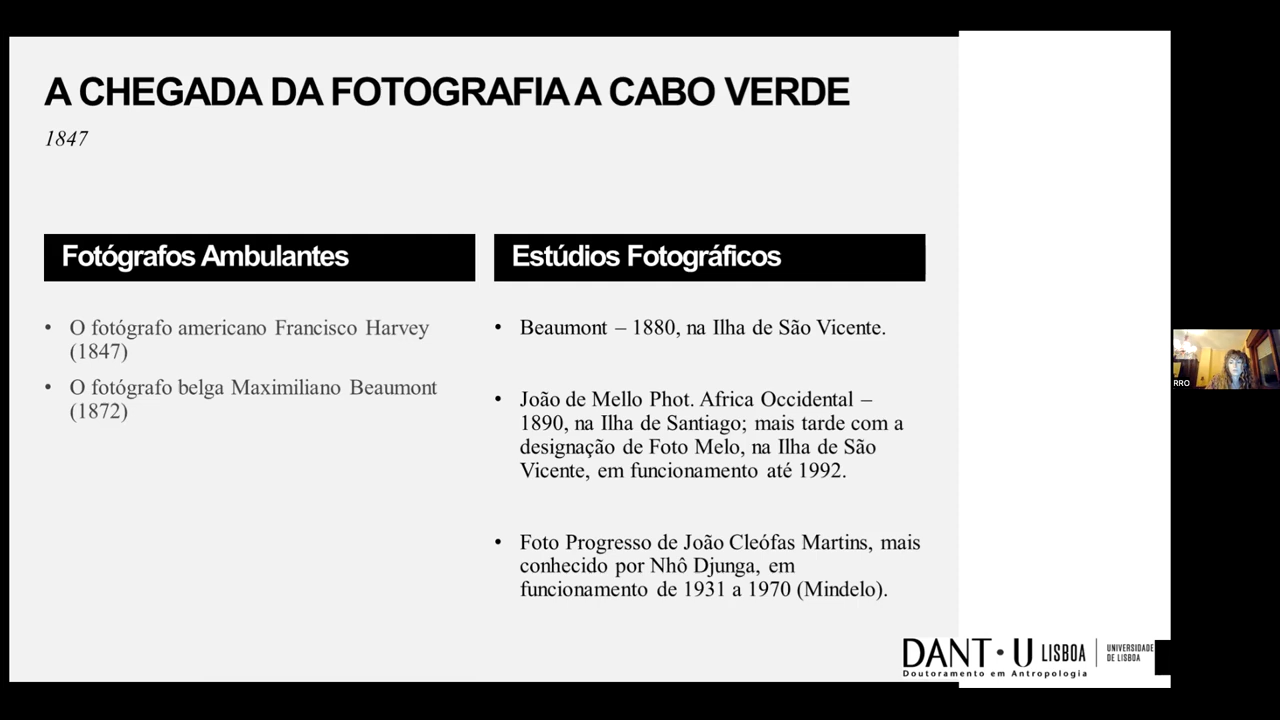 A CHEGADA DA FOTOGRAFIA A CABO VERDE
1847
Fotógrafos Ambulantes
• O fotógrafo americano Francisco Harvey
(1847)
• O fotógrafo belga Maximiliano Beaumont
(1872)
Estúdios Fotográficos
• Beaumont – 1880, na Ilha de São Vicente.
• João de Mello Phot. Africa Occidental –
1890, na Ilha de Santiago; mais tarde com a
designação de Foto Melo, na Ilha de São
Vicente, em funcionamento até 1992.
• Foto Progresso de João Cleófas Martins, mais
conhecido por Nhô Djunga, em
funcionamento de 1931 a 1970 (Mindelo).
RRO
DANT • U LISBOA | UNIVERSIDADE
DE LISBOA
Doutoramento em Antropologia